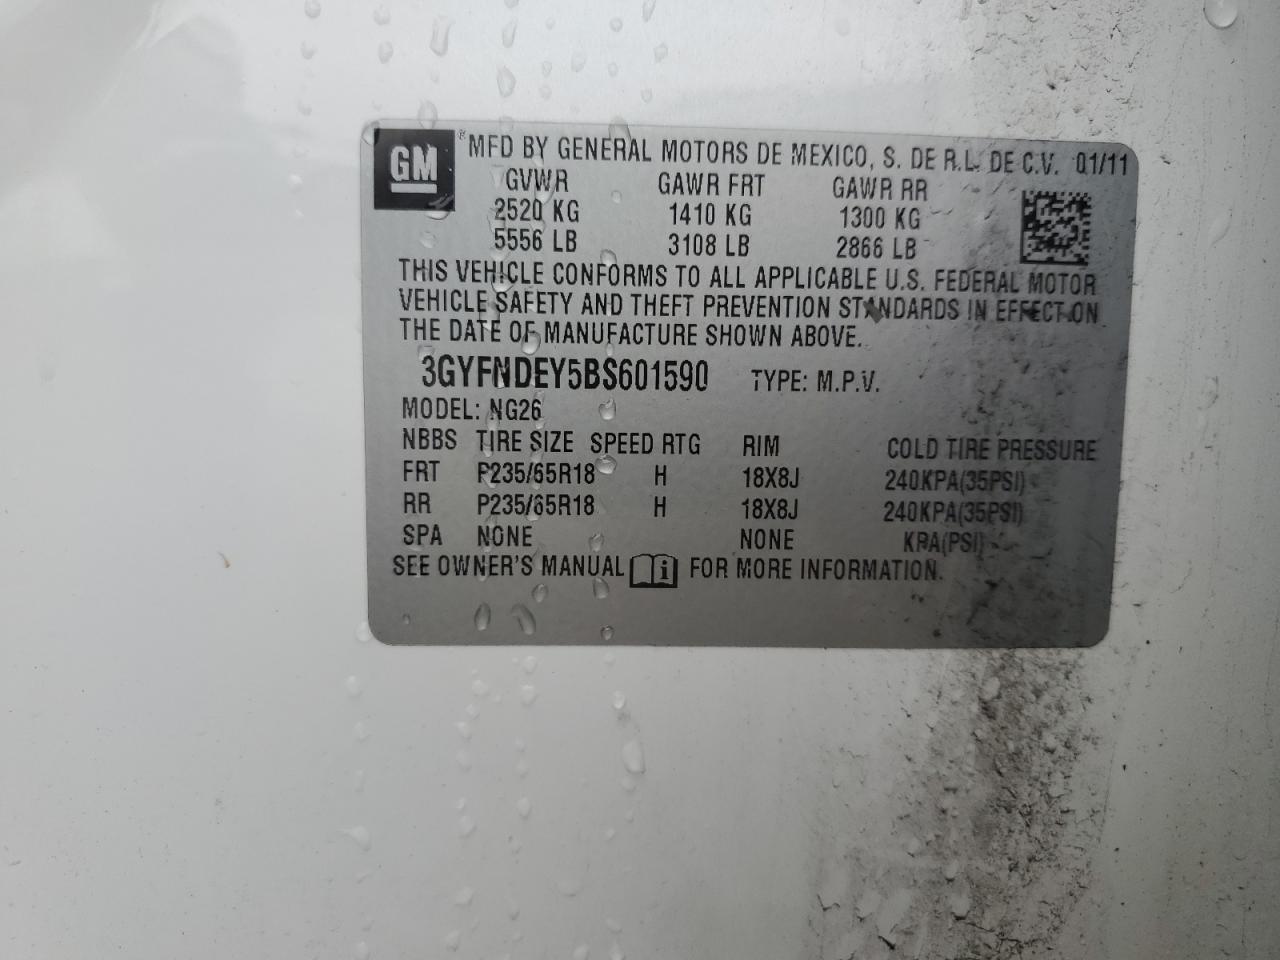 GM ® MFD BY GENERAL MOTORS DE MEXICO, S. DE R.L. DE C.V. 01/11
GVWR GAWR FRT GAWR RR
2520 KG 1410 KG 1300 KG
5556 LB 3108 LB 2866 LB
THIS VEHICLE CONFORMS TO ALL APPLICABLE U.S. FEDERAL MOTOR
VEHICLE SAFETY AND THEFT PREVENTION STANDARDS IN EFFECT ON
THE DATE OF MANUFACTURE SHOWN ABOVE.
3GYFNDEY5BS601590 TYPE: M.P.V.
MODEL: NG26
NBBS TIRE SIZE SPEED RTG RIM COLD TIRE PRESSURE
FRT P235/65R18 H 18X8J 240KPA(35PSI)
RR P235/65R18 H 18X8J 240KPA(35PSI)
SPA NONE NONE KPA(PSI)
SEE OWNER'S MANUAL i FOR MORE INFORMATION.